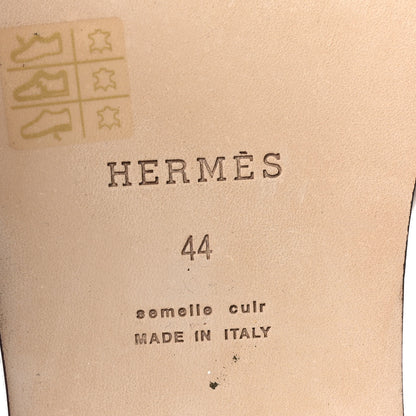 HERMÈS
44
semelle cuir
MADE IN ITALY